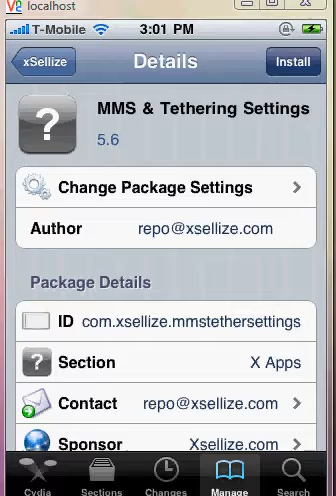 localhost
T-Mobile 3:01 PM
xSellize Details Install
MMS & Tethering Settings
5.6
Change Package Settings
Author repo@xsellize.com
Package Details
ID com.xsellize.mmstethersettings
Section X Apps
Contact repo@xsellize.com
Sponsor Xsellize.com
Cydia Sections Changes Manage Search